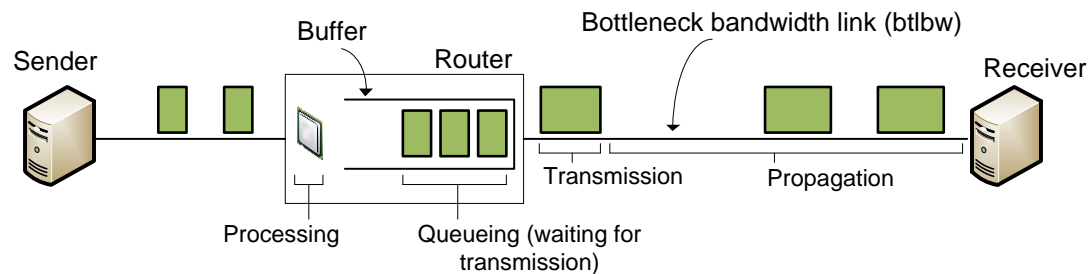 Bottleneck bandwidth link (btlbw)
Buffer
Sender
Router
Receiver
Transmission
Propagation
Processing
Queueing (waiting for
transmission)